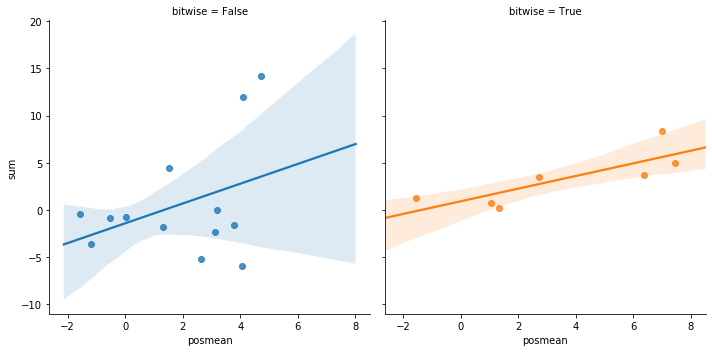 bitwise = False
bitwise = True
20
15
10
5
0
−5
−10
sum
−2 0 2 4 6 8
−2 0 2 4 6 8
posmean
posmean